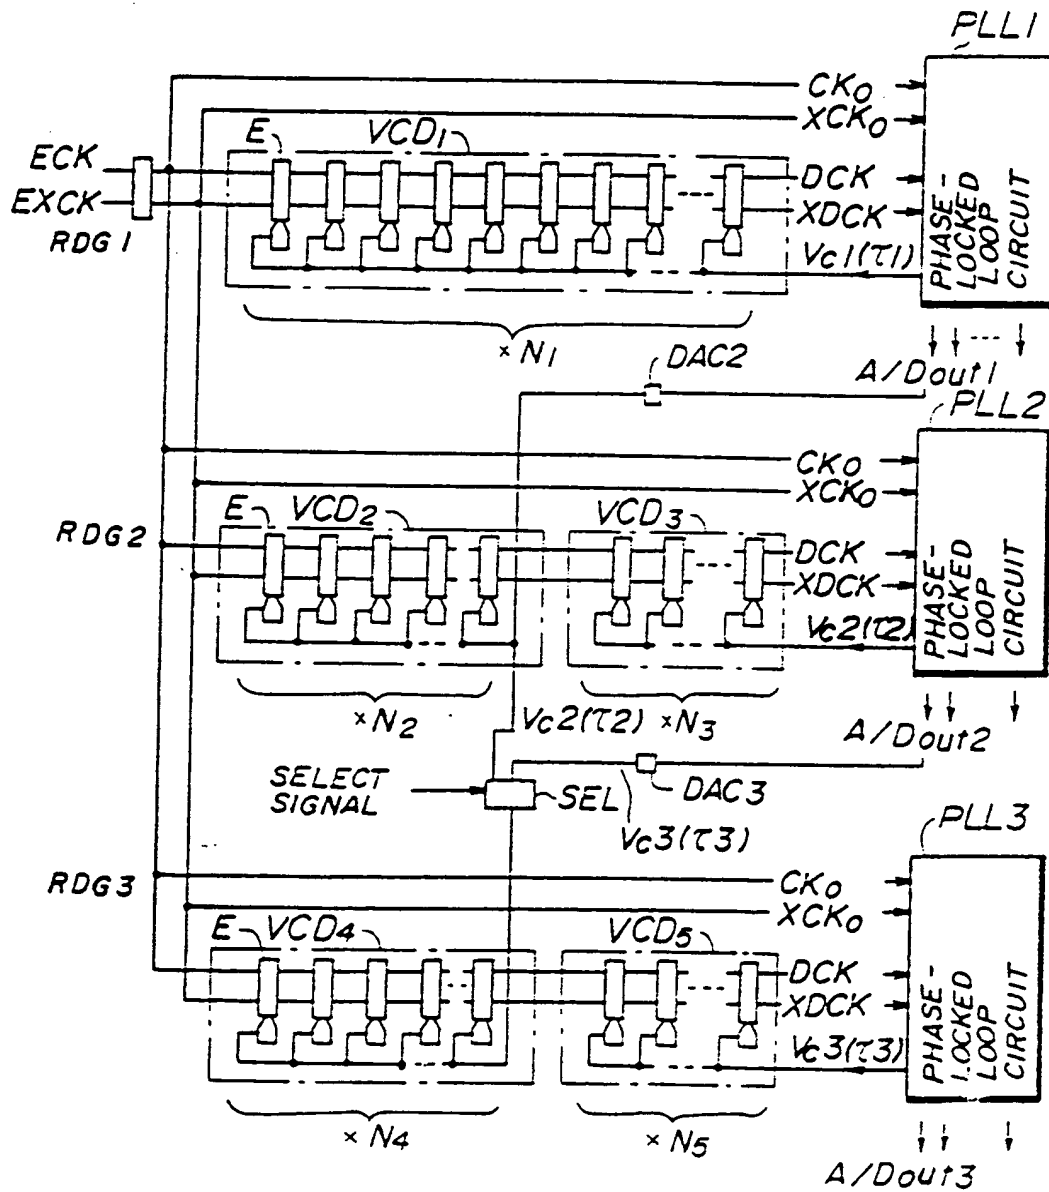 PLL1
CK0
XCK0
E
VCD1
ECK
EXCK
RDG1
DCK
XDCK
Vc1(τ1)
PHASE-
LOCKED
LOOP
CIRCUIT
×N1
DAC2
A/Dout1
PLL2
CK0
XCK0
RDG2
E
VCD2
VCD3
DCK
XDCK
Vc2(τ2)
PHASE-
LOCKED
LOOP
CIRCUIT
×N2
Vc2(τ2)
×N3
A/Dout2
SELECT
SIGNAL
SEL
DAC3
Vc3(τ3)
PLL3
RDG3
CK0
XCK0
E
VCD4
VCD5
DCK
XDCK
Vc3(τ3)
PHASE-
LOCKED
LOOP
CIRCUIT
×N4
×N5
A/Dout3